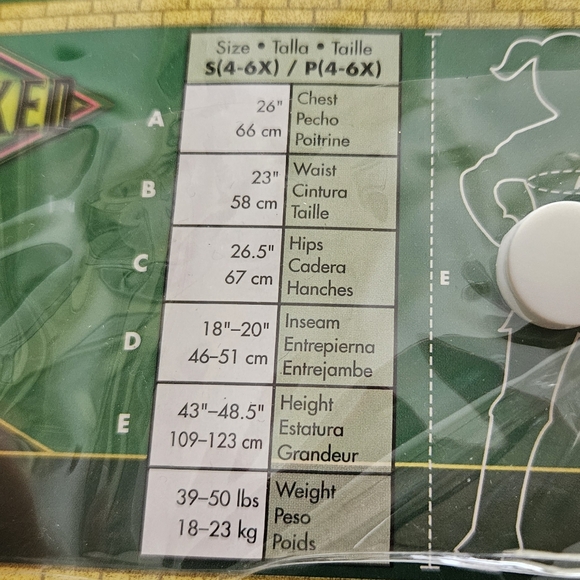 Size • Talla • Taille
S(4-6X) / P(4-6X)
A
26"
66 cm
Chest
Pecho
Poitrine
B
23"
58 cm
Waist
Cintura
Taille
C
26.5"
67 cm
Hips
Cadera
Hanches
D
18"–20"
46–51 cm
Inseam
Entrepierna
Entrejambe
E
43"–48.5"
109–123 cm
Height
Estatura
Grandeur
39–50 lbs
18–23 kg
Weight
Peso
Poids
E